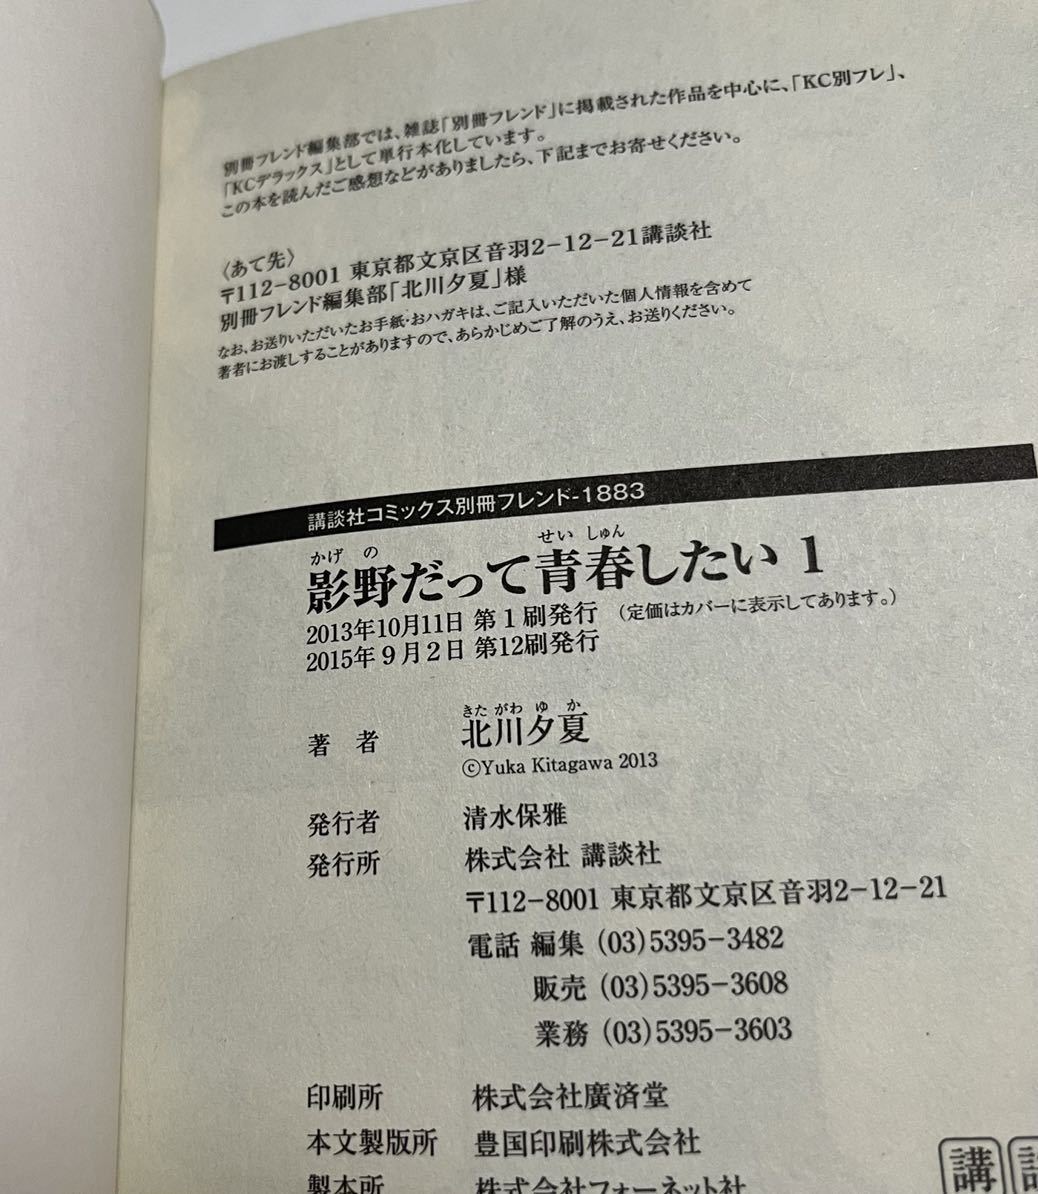 別冊フレンド編集部では、雑誌「別冊フレンド」に掲載された作品を中心に、「KC別フレ」、
「KCデラックス」として単行本化しています。
この本を読んだご感想などがありましたら、下記までお寄せください。
〈あて先〉
〒112-8001 東京都文京区音羽2-12-21講談社
別冊フレンド編集部「北川夕夏」様
なお、お送りいただいたお手紙・おハガキは、ご記入いただいた個人情報を含めて
著者にお渡しすることがありますので、あらかじめご了解のうえ、お送りください。
講談社コミックス別冊フレンド-1883
かげ の せい しゅん
影野だって青春したい 1
2013年10月11日 第1刷発行 (定価はカバーに表示してあります。)
2015年9月2日 第12刷発行
きた がわ ゆ か
著者 北川夕夏
©Yuka Kitagawa 2013
発行者 清水保雅
発行所 株式会社 講談社
〒112-8001 東京都文京区音羽2-12-21
電話 編集 (03)5395-3482
販売 (03)5395-3608
業務 (03)5395-3603
印刷所 株式会社廣済堂
本文製版所 豊国印刷株式会社
製本所 株式会社フォーネット社
講